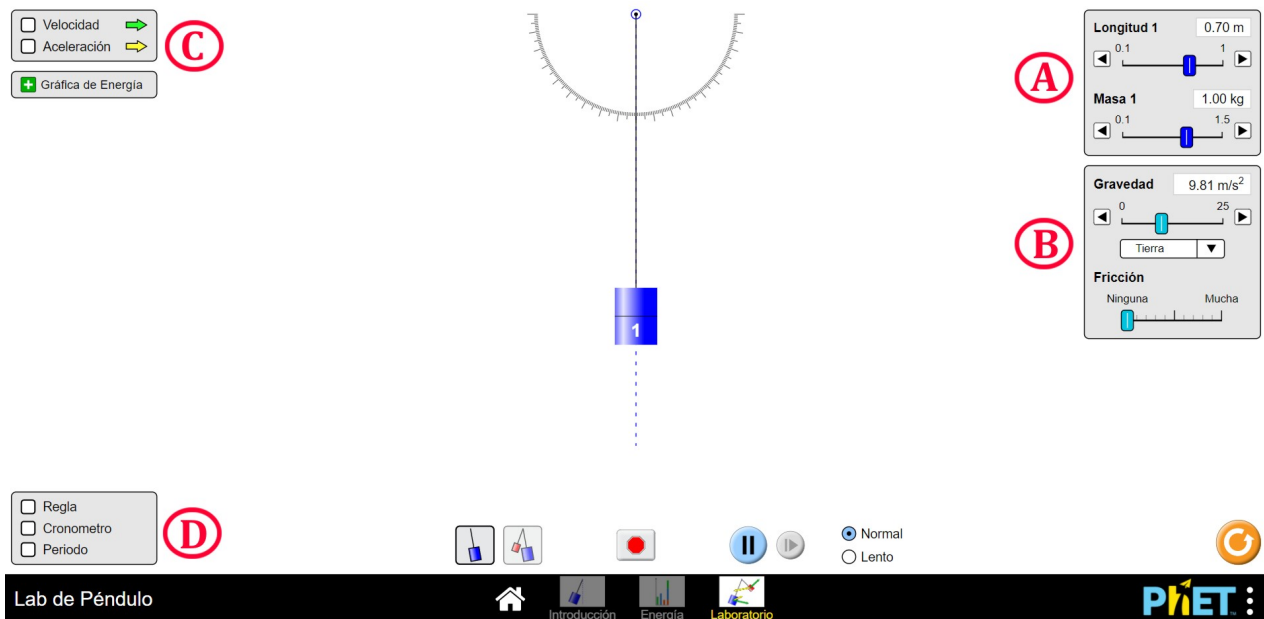 Velocidad
Aceleración
C
Gráfica de Energía
Longitud 1 0.70 m
0.1 1
A
Masa 1 1.00 kg
0.1 1.5
Gravedad 9.81 m/s²
0 25
B
Tierra
Fricción
Ninguna Mucha
1
Regla
Cronometro
Periodo
D
Normal
Lento
Lab de Péndulo
Introducción Energía Laboratorio
PhET